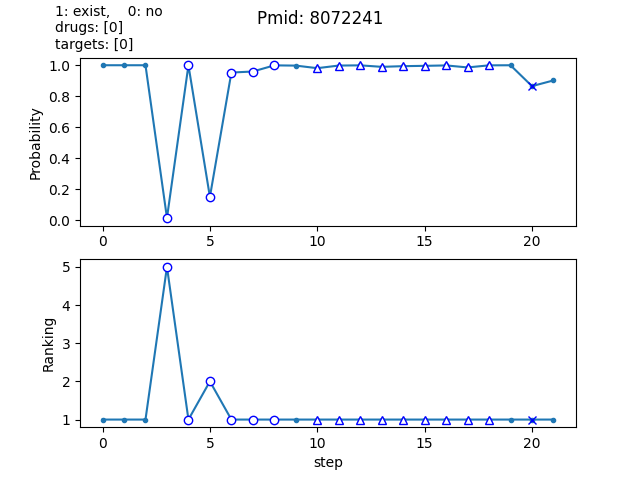 1: exist,    0: no
drugs: [0]
targets: [0]
Pmid: 8072241
1.0
0.8
0.6
0.4
0.2
0.0
Probability
0 5 10 15 20
5
4
3
2
1
Ranking
0 5 10 15 20
step